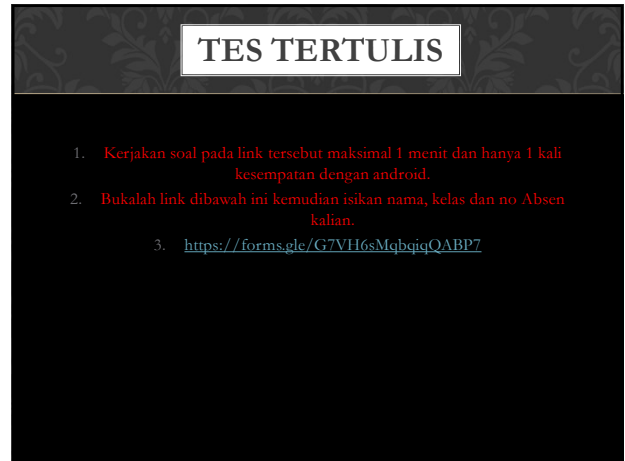 TES TERTULIS
1. Kerjakan soal pada link tersebut maksimal 1 menit dan hanya 1 kali
kesempatan dengan android.
2. Bukalah link dibawah ini kemudian isikan nama, kelas dan no Absen
kalian.
3. https://forms.gle/G7VH6sMqbqiqQABP7